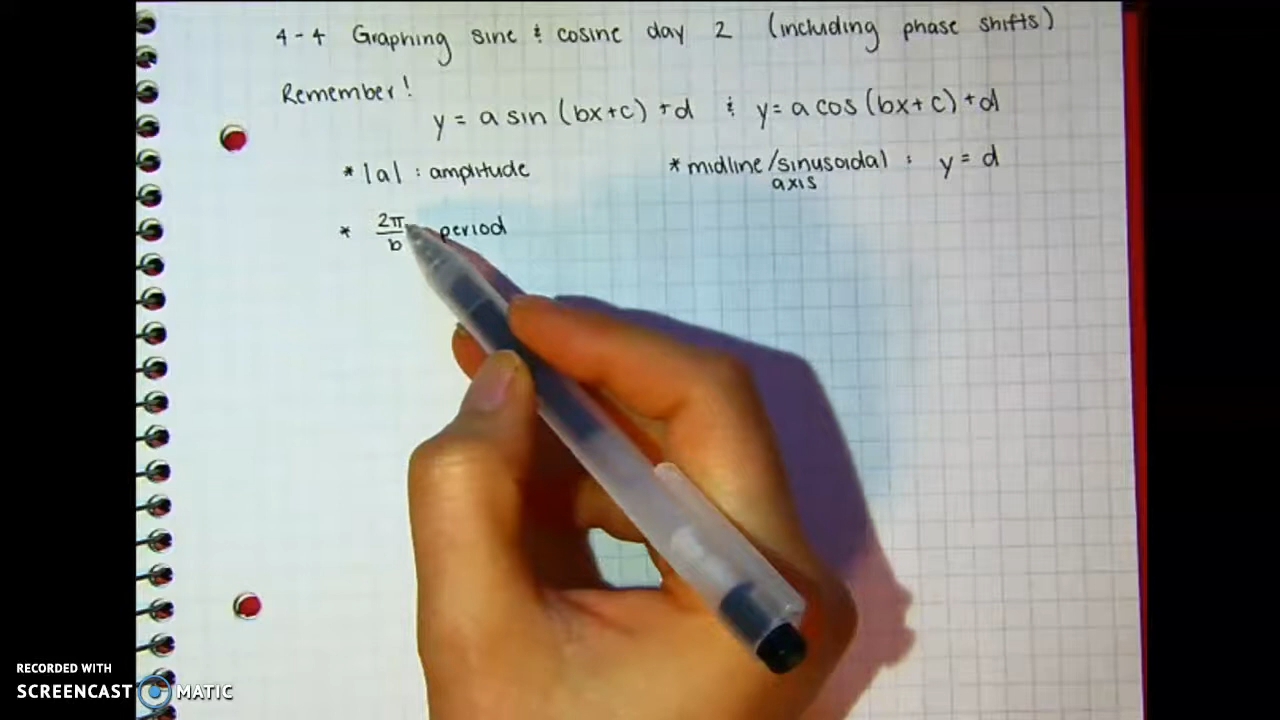 4-4 Graphing sine & cosine day 2 (including phase shifts)
Remember!
y = a sin (bx+c) +d & y= a cos (bx+c) +d
* |a| : amplitude * midline/sinusoidal : y = d
axis
* 2π/b period
RECORDED WITH
SCREENCAST MATIC